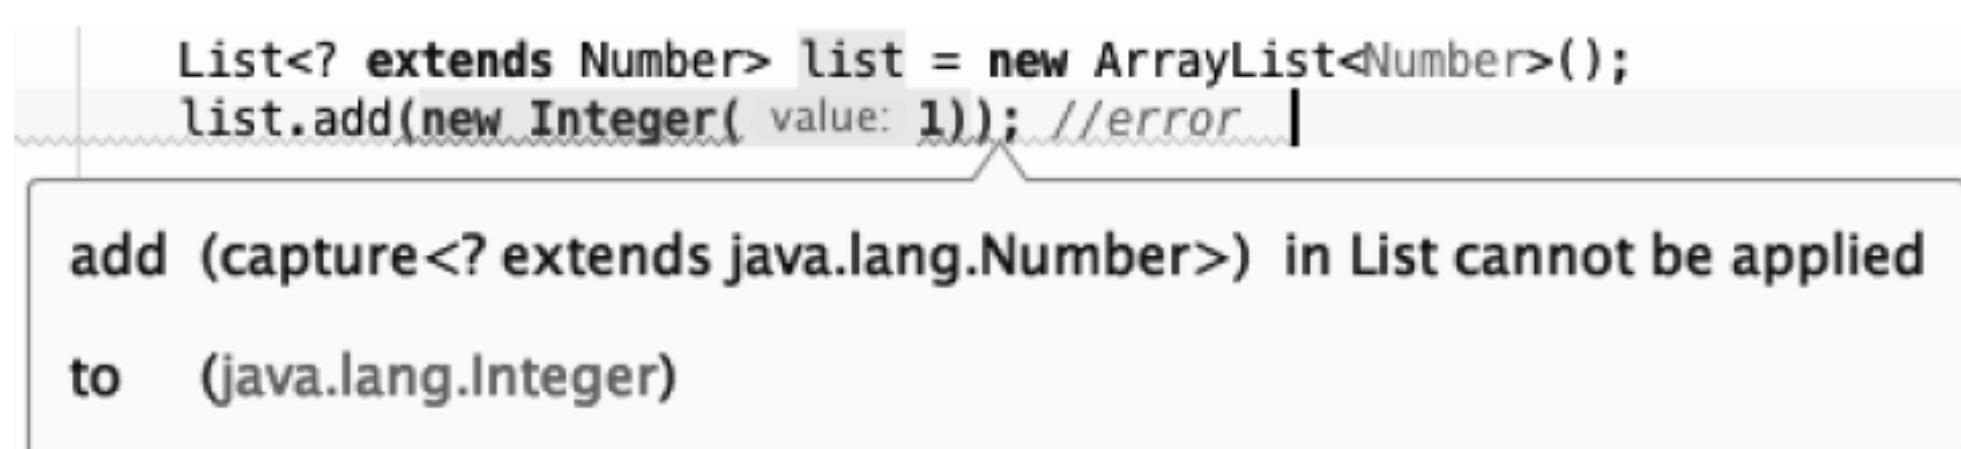 List<? extends Number> list = new ArrayList<Number>();
list.add(new Integer( value: 1)); //error
add (capture<? extends java.lang.Number>) in List cannot be applied
to (java.lang.Integer)